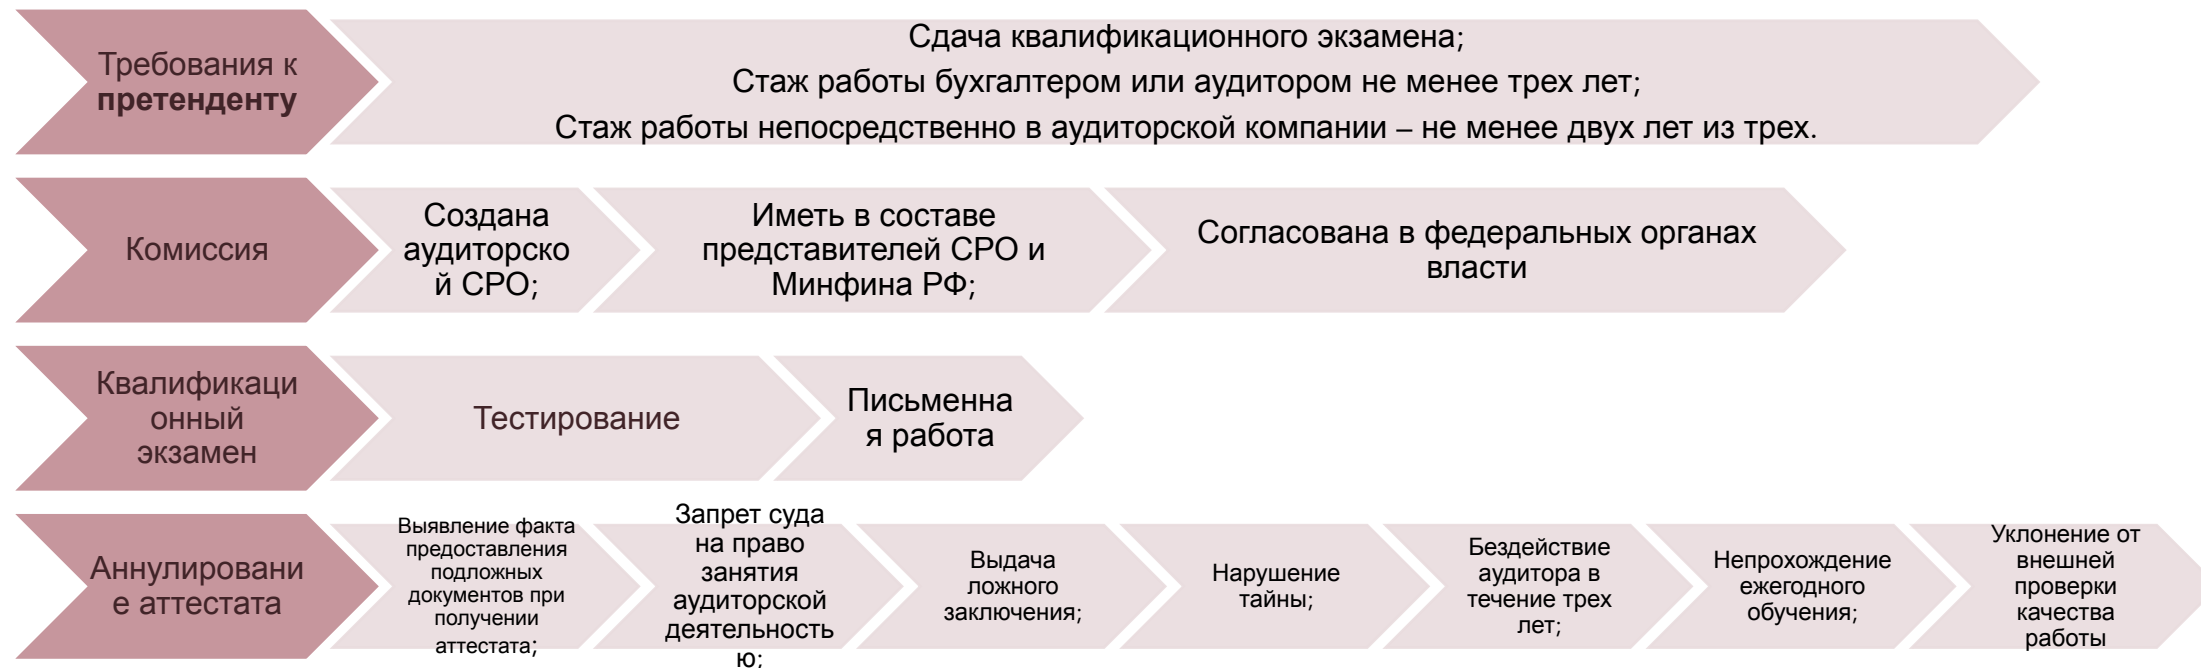 Требования к
претенденту
Сдача квалификационного экзамена;
Стаж работы бухгалтером или аудитором не менее трех лет;
Стаж работы непосредственно в аудиторской компании – не менее двух лет из трех.
Комиссия
Создана
аудиторско
й СРО;
Иметь в составе
представителей СРО и
Минфина РФ;
Согласована в федеральных органах
власти
Квалификаци
онный
экзамен
Тестирование
Письменна
я работа
Аннулировани
е аттестата
Выявление факта
предоставления
подложных
документов при
получении
аттестата;
Запрет суда
на право
занятия
аудиторской
деятельность
ю;
Выдача
ложного
заключения;
Нарушение
тайны;
Бездействие
аудитора в
течение трех
лет;
Непрохождение
ежегодного
обучения;
Уклонение от
внешней
проверки
качества
работы